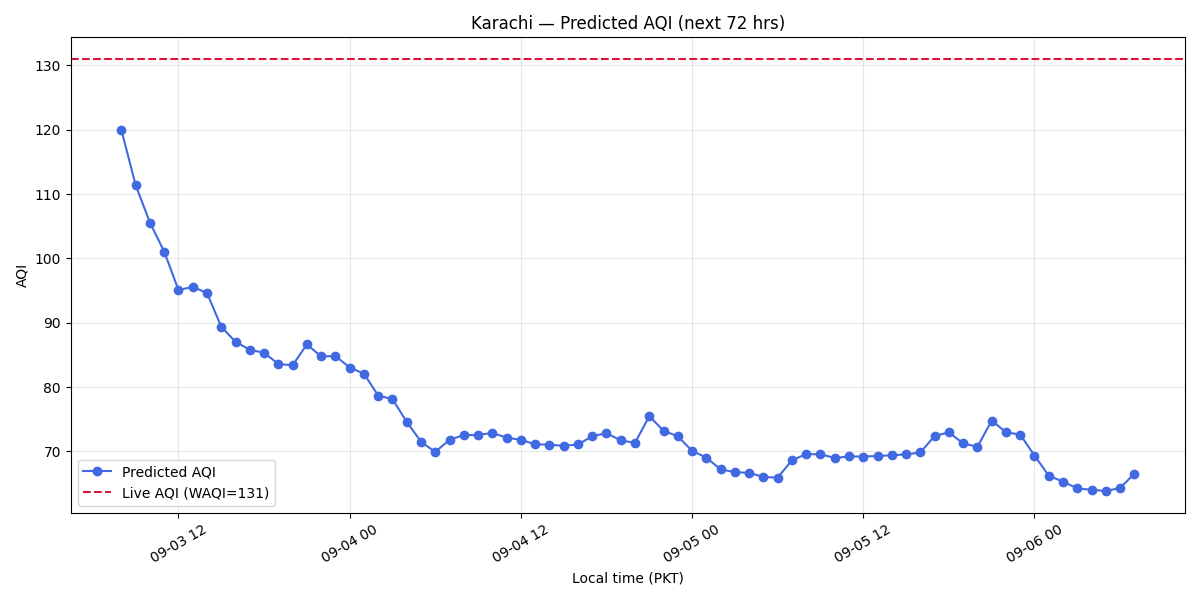 Karachi — Predicted AQI (next 72 hrs)
130
120
110
100
90
80
70
AQI
Predicted AQI
Live AQI (WAQI=131)
09-03 12
09-04 00
09-04 12
09-05 00
09-05 12
09-06 00
Local time (PKT)